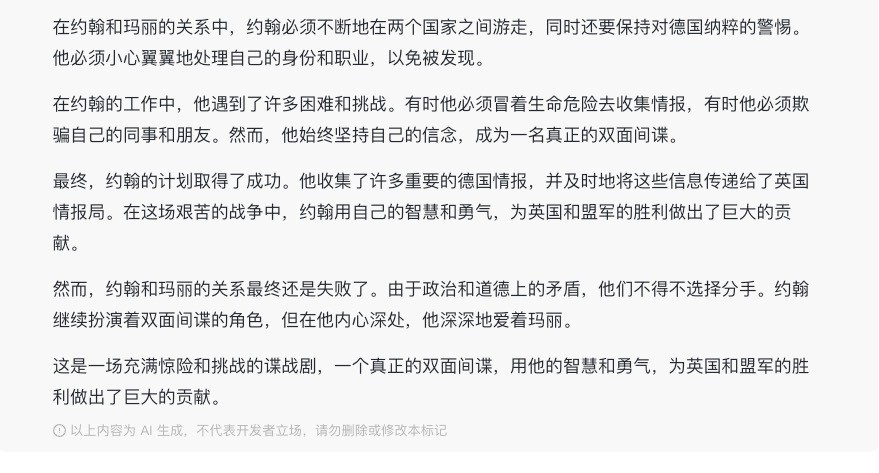 在约翰和玛丽的关系中，约翰必须不断地在两个国家之间游走，同时还要保持对德国纳粹的警惕。
他必须小心翼翼地处理自己的身份和职业，以免被发现。
在约翰的工作中，他遇到了许多困难和挑战。有时他必须冒着生命危险去收集情报，有时他必须欺
骗自己的同事和朋友。然而，他始终坚持自己的信念，成为一名真正的双面间谍。
最终，约翰的计划取得了成功。他收集了许多重要的德国情报，并及时地将这些信息传递给了英国
情报局。在这场艰苦的战争中，约翰用自己的智慧和勇气，为英国和盟军的胜利做出了巨大的贡
献。
然而，约翰和玛丽的关系最终还是失败了。由于政治和道德上的矛盾，他们不得不选择分手。约翰
继续扮演着双面间谍的角色，但在他内心深处，他深深地爱着玛丽。
这是一场充满惊险和挑战的谍战剧，一个真正的双面间谍，用他的智慧和勇气，为英国和盟军的胜
利做出了巨大的贡献。
以上内容为 AI 生成，不代表开发者立场，请勿删除或修改本标记